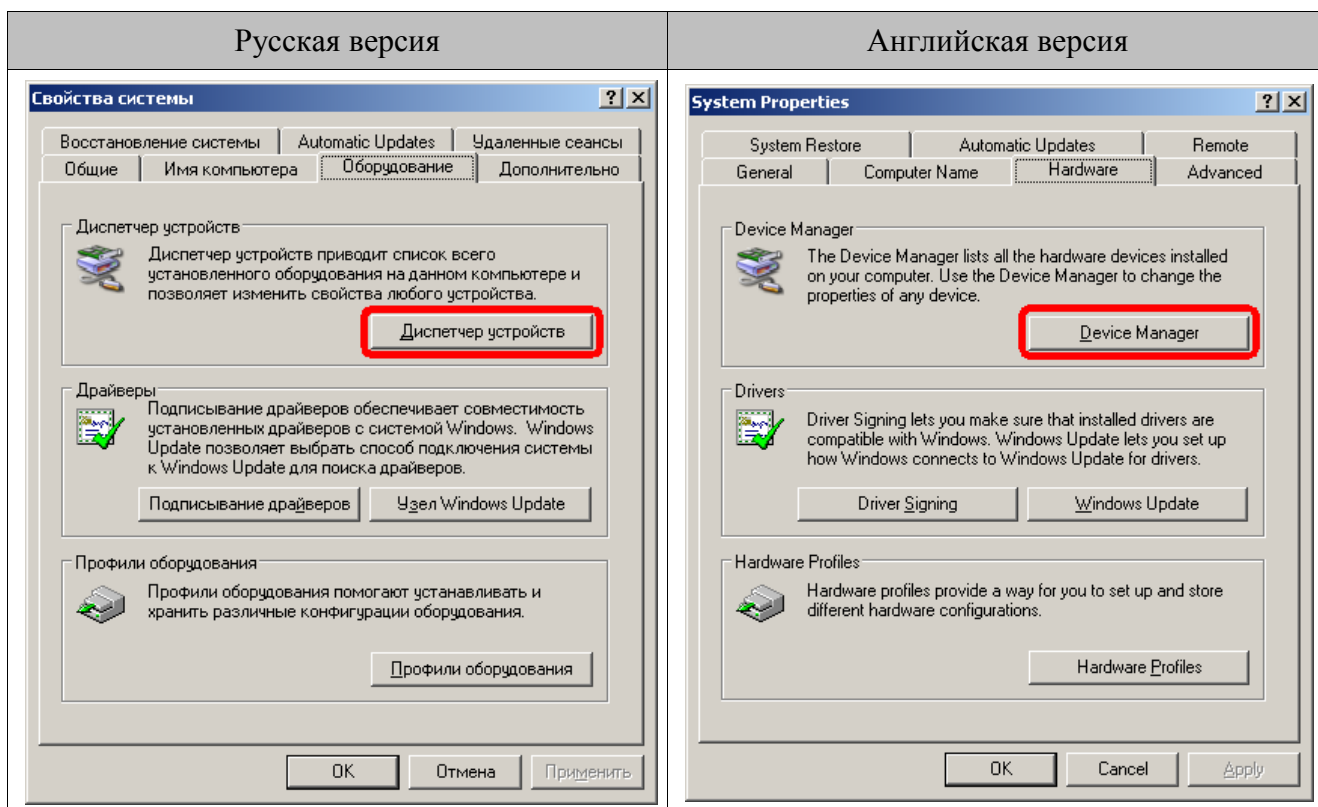 Русская версия
Английская версия
Свойства системы
Восстановление системы
Automatic Updates
Удаленные сеансы
Общие
Имя компьютера
Оборудование
Дополнительно
Диспетчер устройств
Диспетчер устройств приводит список всего
установленного оборудования на данном компьютере и
позволяет изменить свойства любого устройства.
Диспетчер устройств
Драйверы
Подписывание драйверов обеспечивает совместимость
установленных драйверов с системой Windows. Windows
Update позволяет выбрать способ подключения системы
к Windows Update для поиска драйверов.
Подписывание драйверов
Узел Windows Update
Профили оборудования
Профили оборудования помогают устанавливать и
хранить различные конфигурации оборудования.
Профили оборудования
OK
Отмена
Применить
System Properties
System Restore
Automatic Updates
Remote
General
Computer Name
Hardware
Advanced
Device Manager
The Device Manager lists all the hardware devices installed
on your computer. Use the Device Manager to change the
properties of any device.
Device Manager
Drivers
Driver Signing lets you make sure that installed drivers are
compatible with Windows. Windows Update lets you set up
how Windows connects to Windows Update for drivers.
Driver Signing
Windows Update
Hardware Profiles
Hardware profiles provide a way for you to set up and store
different hardware configurations.
Hardware Profiles
OK
Cancel
Apply